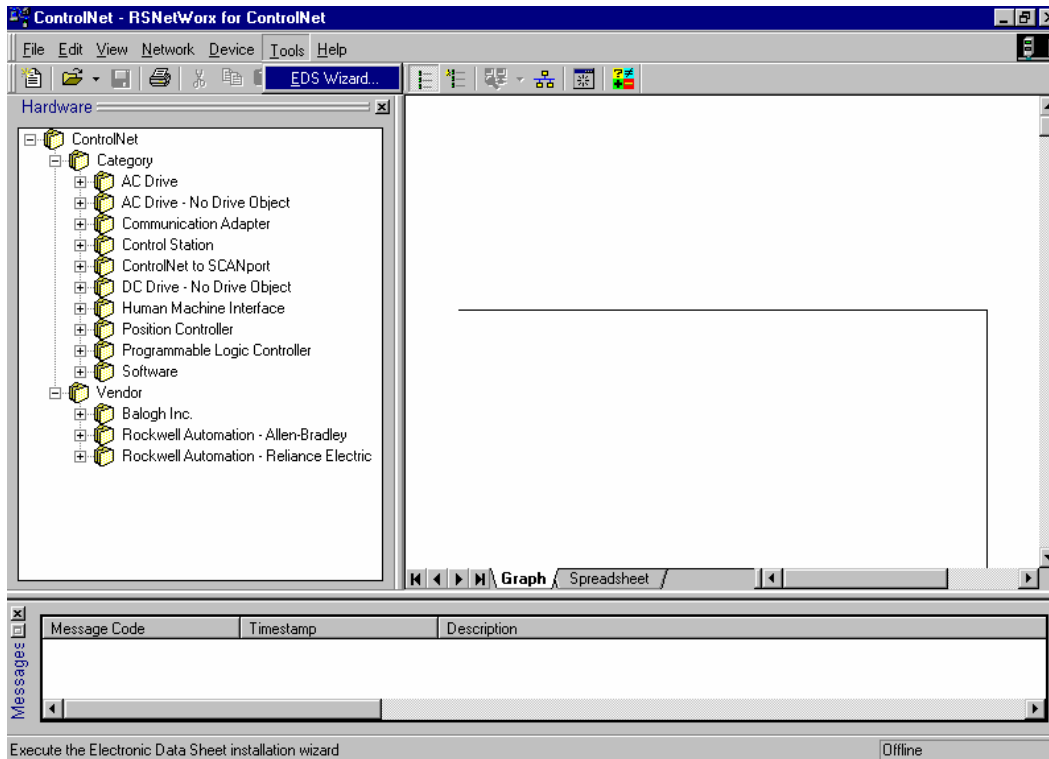 ControlNet - RSNetWorx for ControlNet
File Edit View Network Device Tools Help
EDS Wizard...
Hardware
ControlNet
Category
AC Drive
AC Drive - No Drive Object
Communication Adapter
Control Station
ControlNet to SCANport
DC Drive - No Drive Object
Human Machine Interface
Position Controller
Programmable Logic Controller
Software
Vendor
Balogh Inc.
Rockwell Automation - Allen-Bradley
Rockwell Automation - Reliance Electric
Graph Spreadsheet
Messages
Message Code Timestamp Description
Execute the Electronic Data Sheet installation wizard Offline